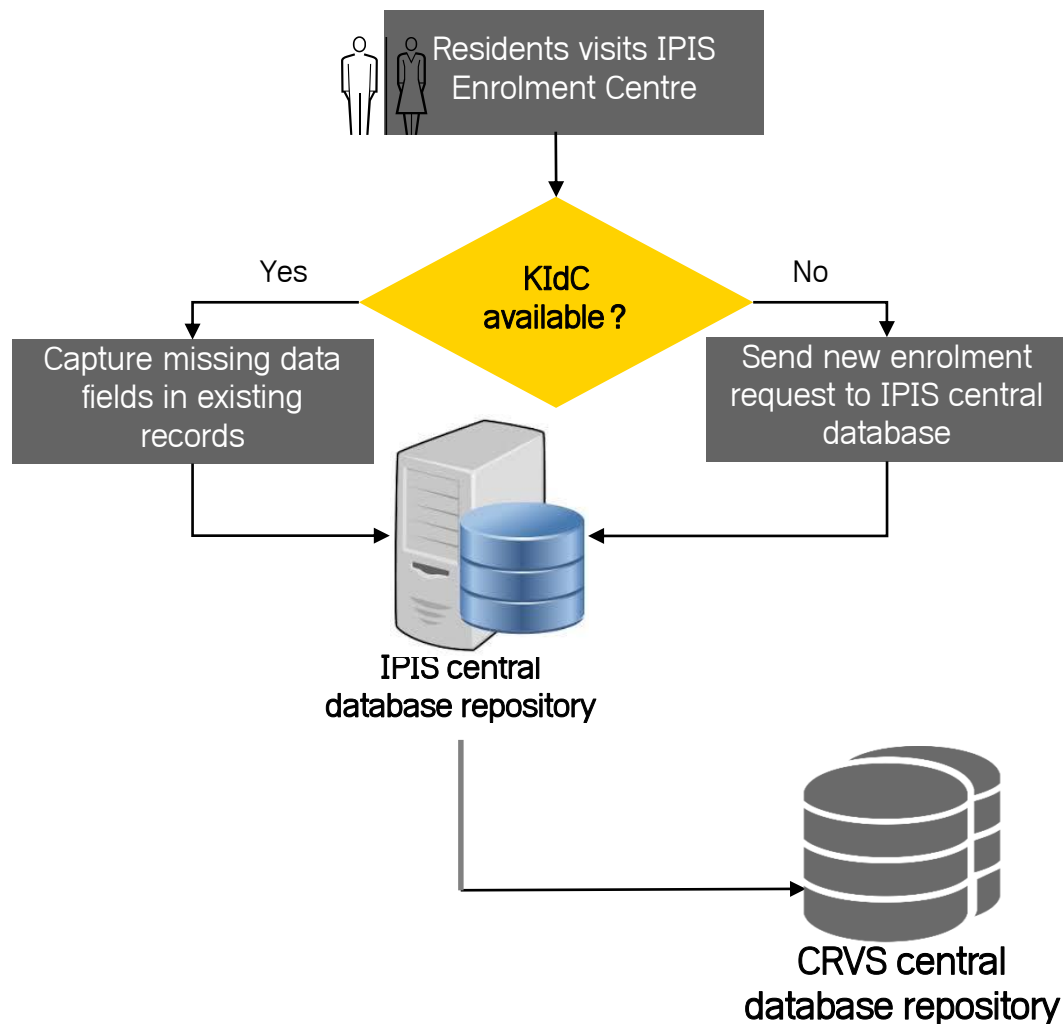 Residents visits IPIS
Enrolment Centre
Yes
KIdC
available ?
No
Capture missing data
fields in existing
records
Send new enrolment
request to IPIS central
database
IPIS central
database repository
CRVS central
database repository